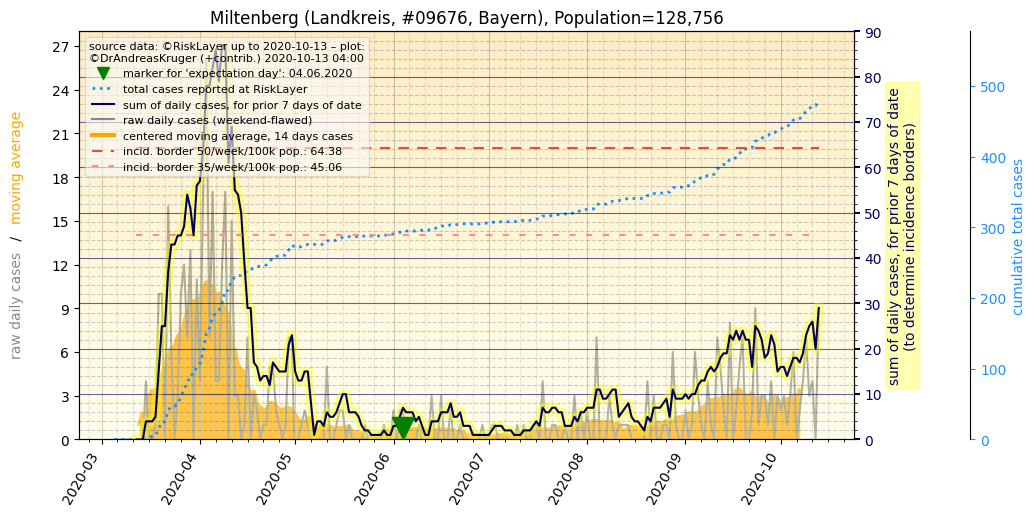 Miltenberg (Landkreis, #09676, Bayern), Population=128,756
source data: ©RiskLayer up to 2020-10-13 – plot:
©DrAndreasKruger (+contrib.) 2020-10-13 04:00
marker for 'expectation day': 04.06.2020
total cases reported at RiskLayer
sum of daily cases, for prior 7 days of date
raw daily cases (weekend-flawed)
centered moving average, 14 days cases
incid. border 50/week/100k pop.: 64.38
incid. border 35/week/100k pop.: 45.06
raw daily cases / moving average
27
24
21
18
15
12
9
6
3
0
2020-03
2020-04
2020-05
2020-06
2020-07
2020-08
2020-09
2020-10
90
80
70
60
50
40
30
20
10
0
sum of daily cases, for prior 7 days of date
(to determine incidence borders)
500
400
300
200
100
0
cumulative total cases